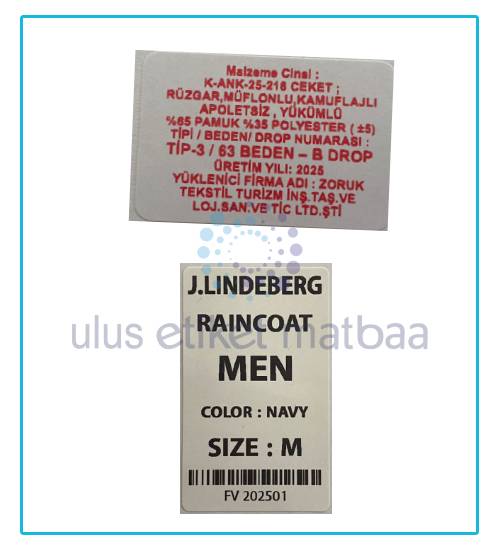 Malzeme Cinsi :
K-ANK-25-216 CEKET ;
RÜZGAR,MÜFLONLU,KAMUFLAJLI
APOLETSİZ , YÜKÜMLÜ
%65 PAMUK %35 POLYESTER ( ±5)
TİPİ / BEDEN/ DROP NUMARASI :
TİP-3 / 63 BEDEN – B DROP
ÜRETİM YILI: 2025
YÜKLENİCİ FİRMA ADI : ZORUK
TEKSTİL TURİZM İNŞ.TAŞ.VE
LOJ.SAN.VE TİC LTD.ŞTİ
ulus etiket matbaa
J.LINDEBERG
RAINCOAT
MEN
COLOR : NAVY
SIZE : M
FV 202501